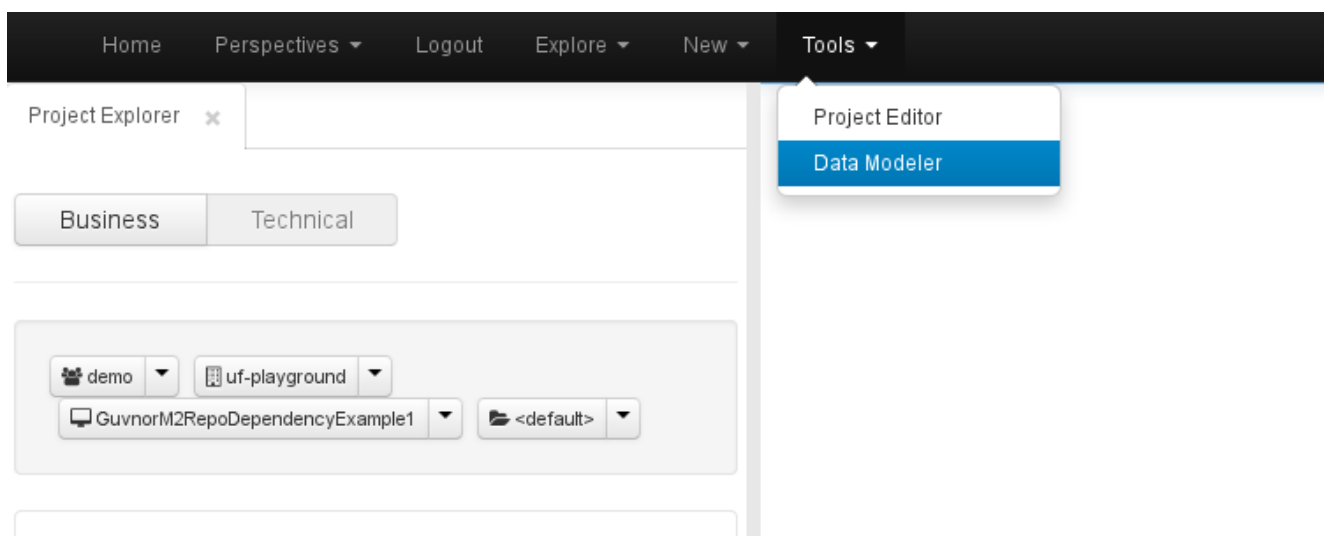 Home Perspectives Logout Explore New Tools
Project Explorer
Project Editor
Data Modeler
Business Technical
demo uf-playground
GuvnorM2RepoDependencyExample1 <default>